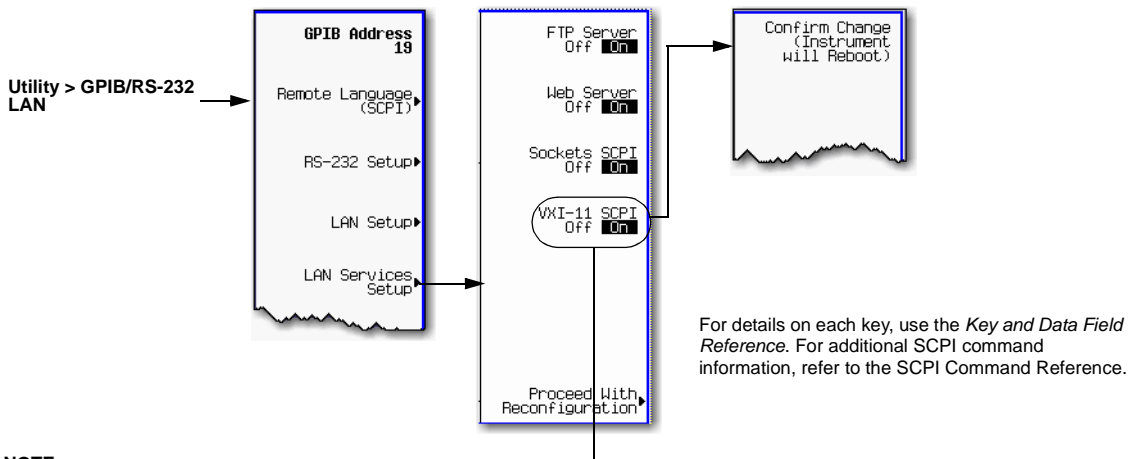 Utility > GPIB/RS-232
LAN
GPIB Address
19
Remote Language
(SCPI)
RS-232 Setup
LAN Setup
LAN Services
Setup
FTP Server
Off On
Web Server
Off On
Sockets SCPI
Off On
VXI-11 SCPI
Off On
Proceed With
Reconfiguration
Confirm Change
(Instrument
will Reboot)
For details on each key, use the Key and Data Field
Reference. For additional SCPI command
information, refer to the SCPI Command Reference.
NOTE